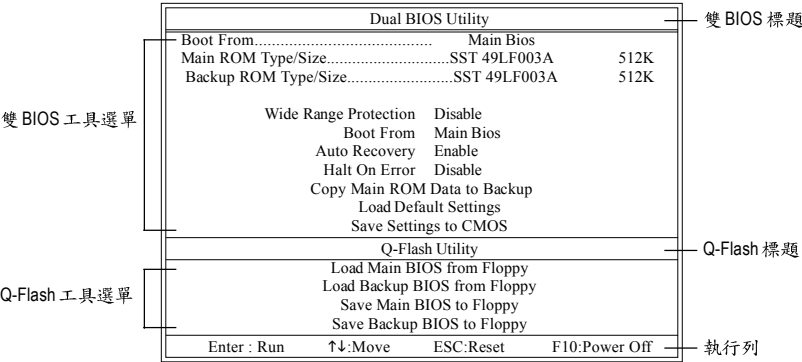 Dual BIOS Utility
雙 BIOS 標題
Boot From.................................... Main Bios
Main ROM Type/Size.........................SST 49LF003A 512K
Backup ROM Type/Size.....................SST 49LF003A 512K
雙 BIOS 工具選單
Wide Range Protection Disable
Boot From Main Bios
Auto Recovery Enable
Halt On Error Disable
Copy Main ROM Data to Backup
Load Default Settings
Save Settings to CMOS
Q-Flash Utility
Q-Flash 標題
Q-Flash 工具選單
Load Main BIOS from Floppy
Load Backup BIOS from Floppy
Save Main BIOS to Floppy
Save Backup BIOS to Floppy
Enter : Run ↑↓:Move ESC:Reset F10:Power Off
執行列